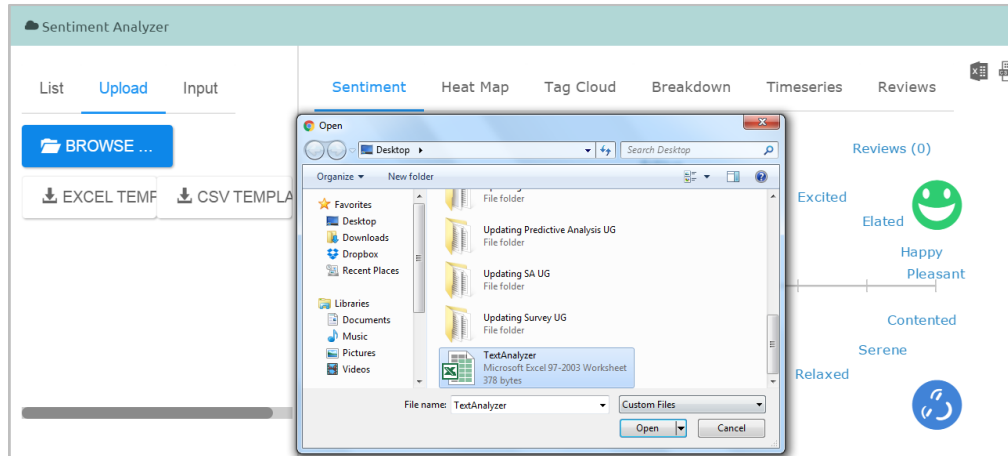 Sentiment Analyzer
List Upload Input
Sentiment Heat Map Tag Cloud Breakdown Timeseries Reviews
BROWSE ...
EXCEL TEMP
CSV TEMPLA
Open
Desktop
Search Desktop
Organize New folder
Favorites
Desktop
Downloads
Dropbox
Recent Places
Libraries
Documents
Music
Pictures
Videos
File folder
Updating Predictive Analysis UG
File folder
Updating SA UG
File folder
Updating Survey UG
File folder
TextAnalyzer
Microsoft Excel 97-2003 Worksheet
378 bytes
File name: TextAnalyzer
Custom Files
Open Cancel
Reviews (0)
Excited
Elated
Happy
Pleasant
Contented
Serene
Relaxed